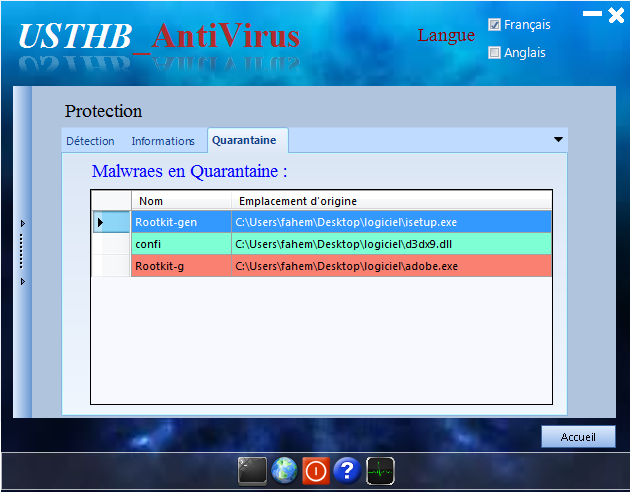 USTHB_AntiVirus
Langue
Français
Anglais
Protection
Détection Informations Quarantaine
Malwraes en Quarantaine :
Nom Emplacement d'origine
Rootkit-gen C:\Users\fahem\Desktop\logiciel\isetup.exe
confi C:\Users\fahem\Desktop\logiciel\d3dx9.dll
Rootkit-g C:\Users\fahem\Desktop\logiciel\adobe.exe
Accueil